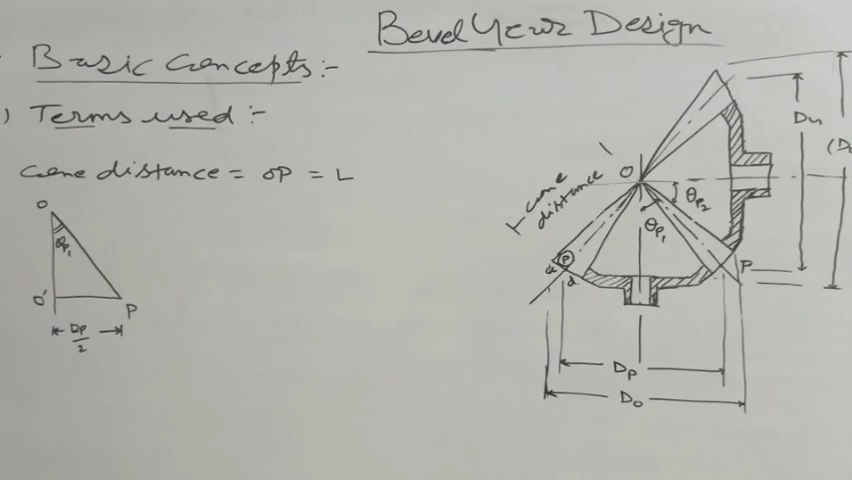 Bevel Gear Design
Basic Concepts:-
) Terms used :-
Cone distance = OP = L
O
θP1
O'
P
DP/2
cone distance
O
θP2
θP1
P
a
d
P
Dp
Do